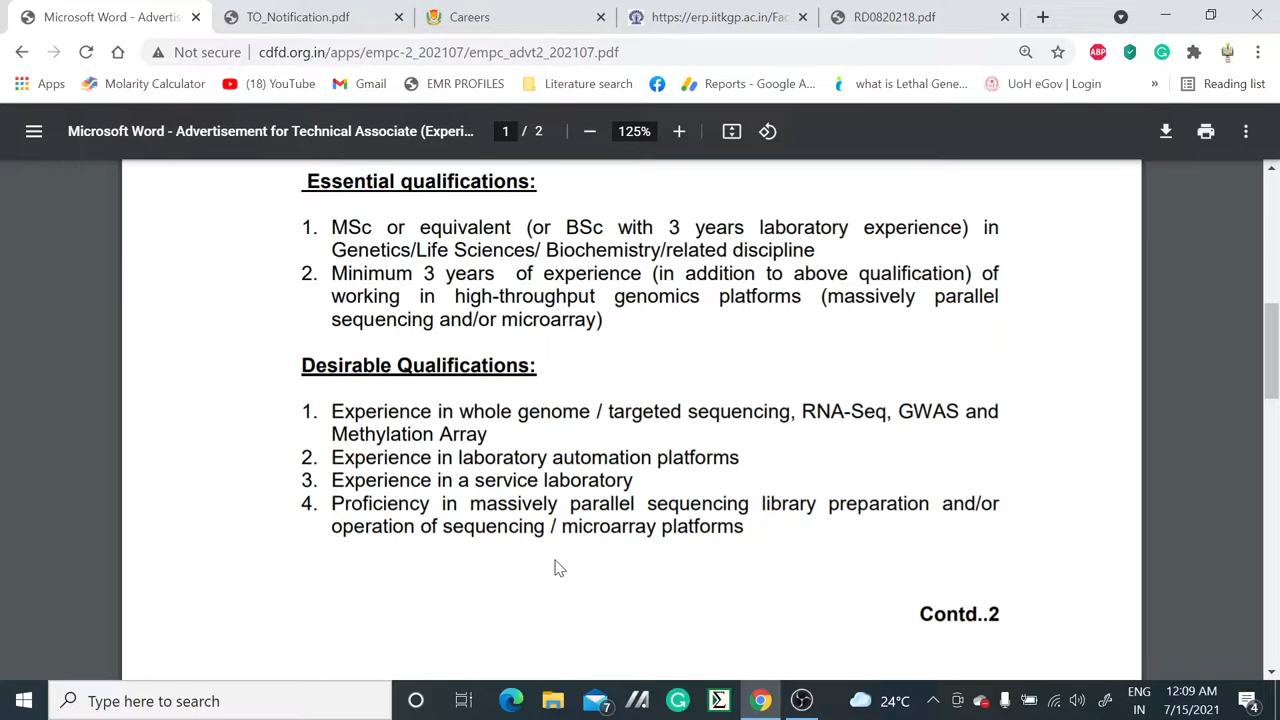 Microsoft Word - Advertis
TO_Notification.pdf
Careers
https://erp.iitkgp.ac.in/Fac
RD0820218.pdf
Not secure
cdfd.org.in/apps/empc-2_202107/empc_advt2_202107.pdf
ABP
Apps
Molarity Calculator
(18) YouTube
Gmail
EMR PROFILES
Literature search
Reports - Google A...
what is Lethal Gene...
UoH eGov | Login
»
Reading list
Microsoft Word - Advertisement for Technical Associate (Experi...
1 / 2
125%
Essential qualifications:
1. MSc or equivalent (or BSc with 3 years laboratory experience) in
Genetics/Life Sciences/ Biochemistry/related discipline
2. Minimum 3 years of experience (in addition to above qualification) of
working in high-throughput genomics platforms (massively parallel
sequencing and/or microarray)
Desirable Qualifications:
1. Experience in whole genome / targeted sequencing, RNA-Seq, GWAS and
Methylation Array
2. Experience in laboratory automation platforms
3. Experience in a service laboratory
4. Proficiency in massively parallel sequencing library preparation and/or
operation of sequencing / microarray platforms
Contd..2
Type here to search
7
24°C
ENG
IN
12:09 AM
7/15/2021
4